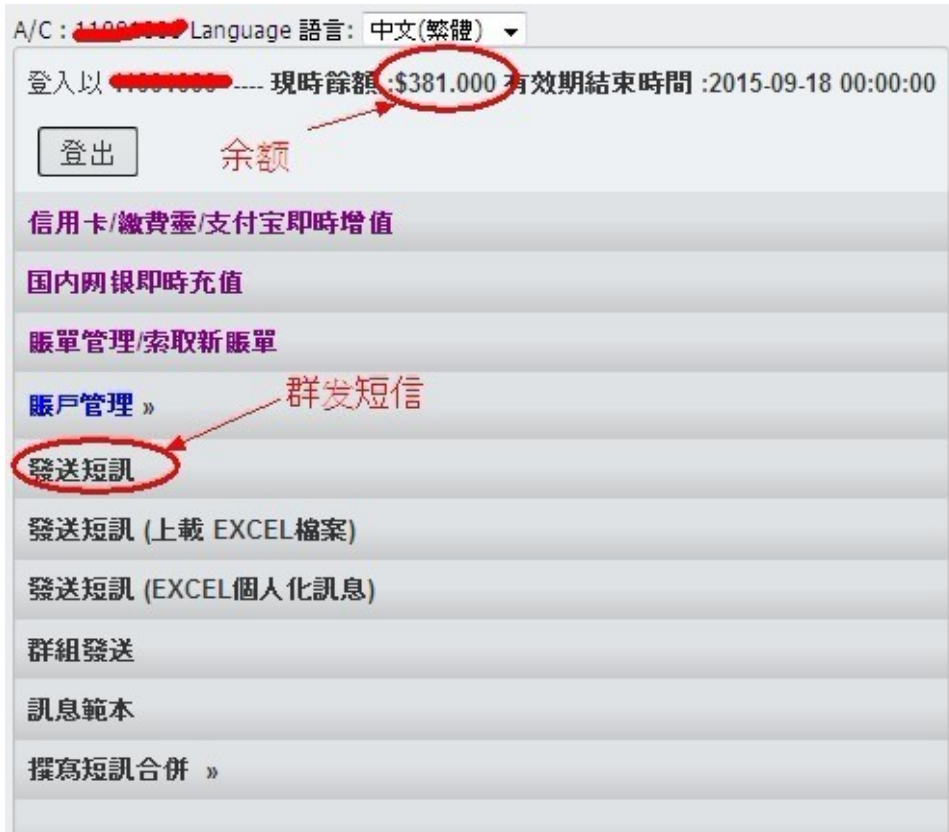 A/C : Language 語言: 中文(繁體)
登入以 ---- 現時餘額 :$381.000 有效期結束時間 :2015-09-18 00:00:00
登出
余额
信用卡/繳費靈/支付宝即時增值
国内网银即時充值
賬單管理/索取新賬單
賬戶管理 »
群发短信
發送短訊
發送短訊 (上載 EXCEL檔案)
發送短訊 (EXCEL個人化訊息)
群組發送
訊息範本
撰寫短訊合併 »